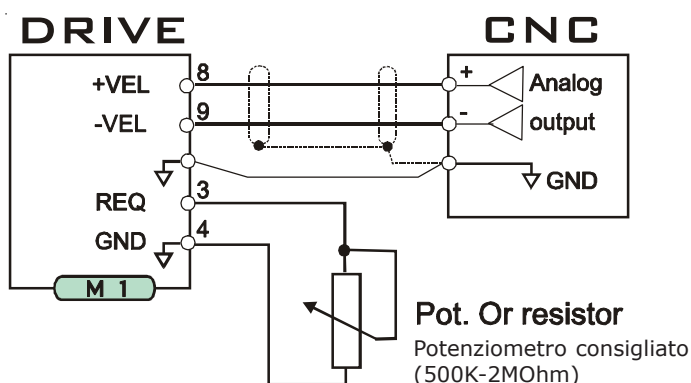 DRIVE
CNC
+VEL
8
+
Analog
-VEL
9
-
output
GND
REQ
3
GND
4
M 1
Pot. Or resistor
Potenziometro consigliato
(500K-2MOhm)